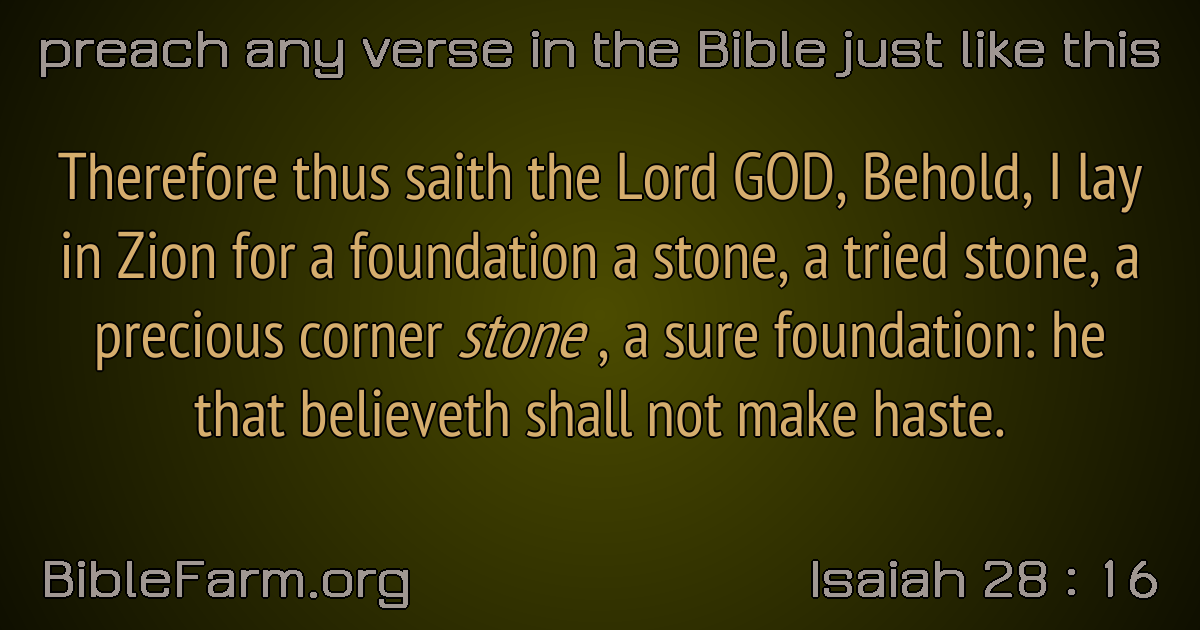 preach any verse in the Bible just like this
Therefore thus saith the Lord GOD, Behold, I lay
in Zion for a foundation a stone, a tried stone, a
precious corner stone , a sure foundation: he
that believeth shall not make haste.
BibleFarm.org
Isaiah 28 : 16